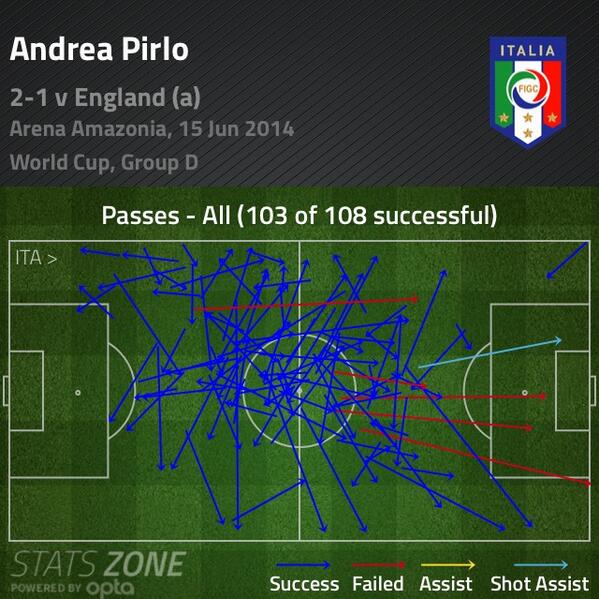 Andrea Pirlo
ITALIA
FIGC
2-1 v England (a)
Arena Amazonia, 15 Jun 2014
World Cup, Group D
Passes - All (103 of 108 successful)
ITA >
STATS ZONE
POWERED BY opta
Success Failed Assist Shot Assist